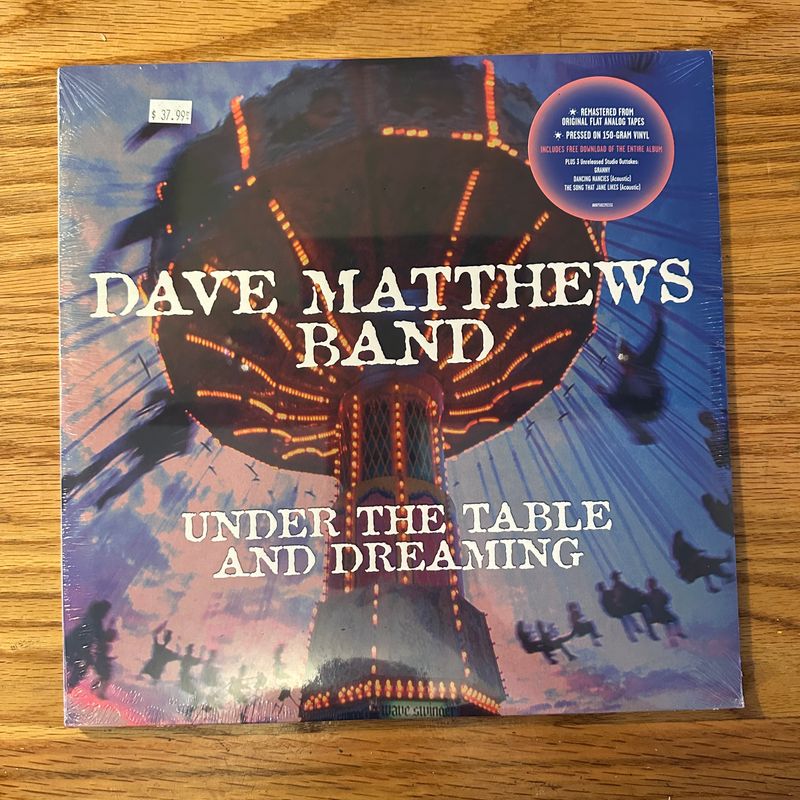 $ 37.99
★ REMASTERED FROM
ORIGINAL FLAT ANALOG TAPES
★ PRESSED ON 150-GRAM VINYL
INCLUDES FREE DOWNLOAD OF THE ENTIRE ALBUM
PLUS 3 Unreleased Studio Outtakes:
GRANNY
DANCING NANCIES (Acoustic)
THE SONG THAT JANE LIKES (Acoustic)
DAVE MATTHEWS
BAND
UNDER THE TABLE
AND DREAMING
wave swinger